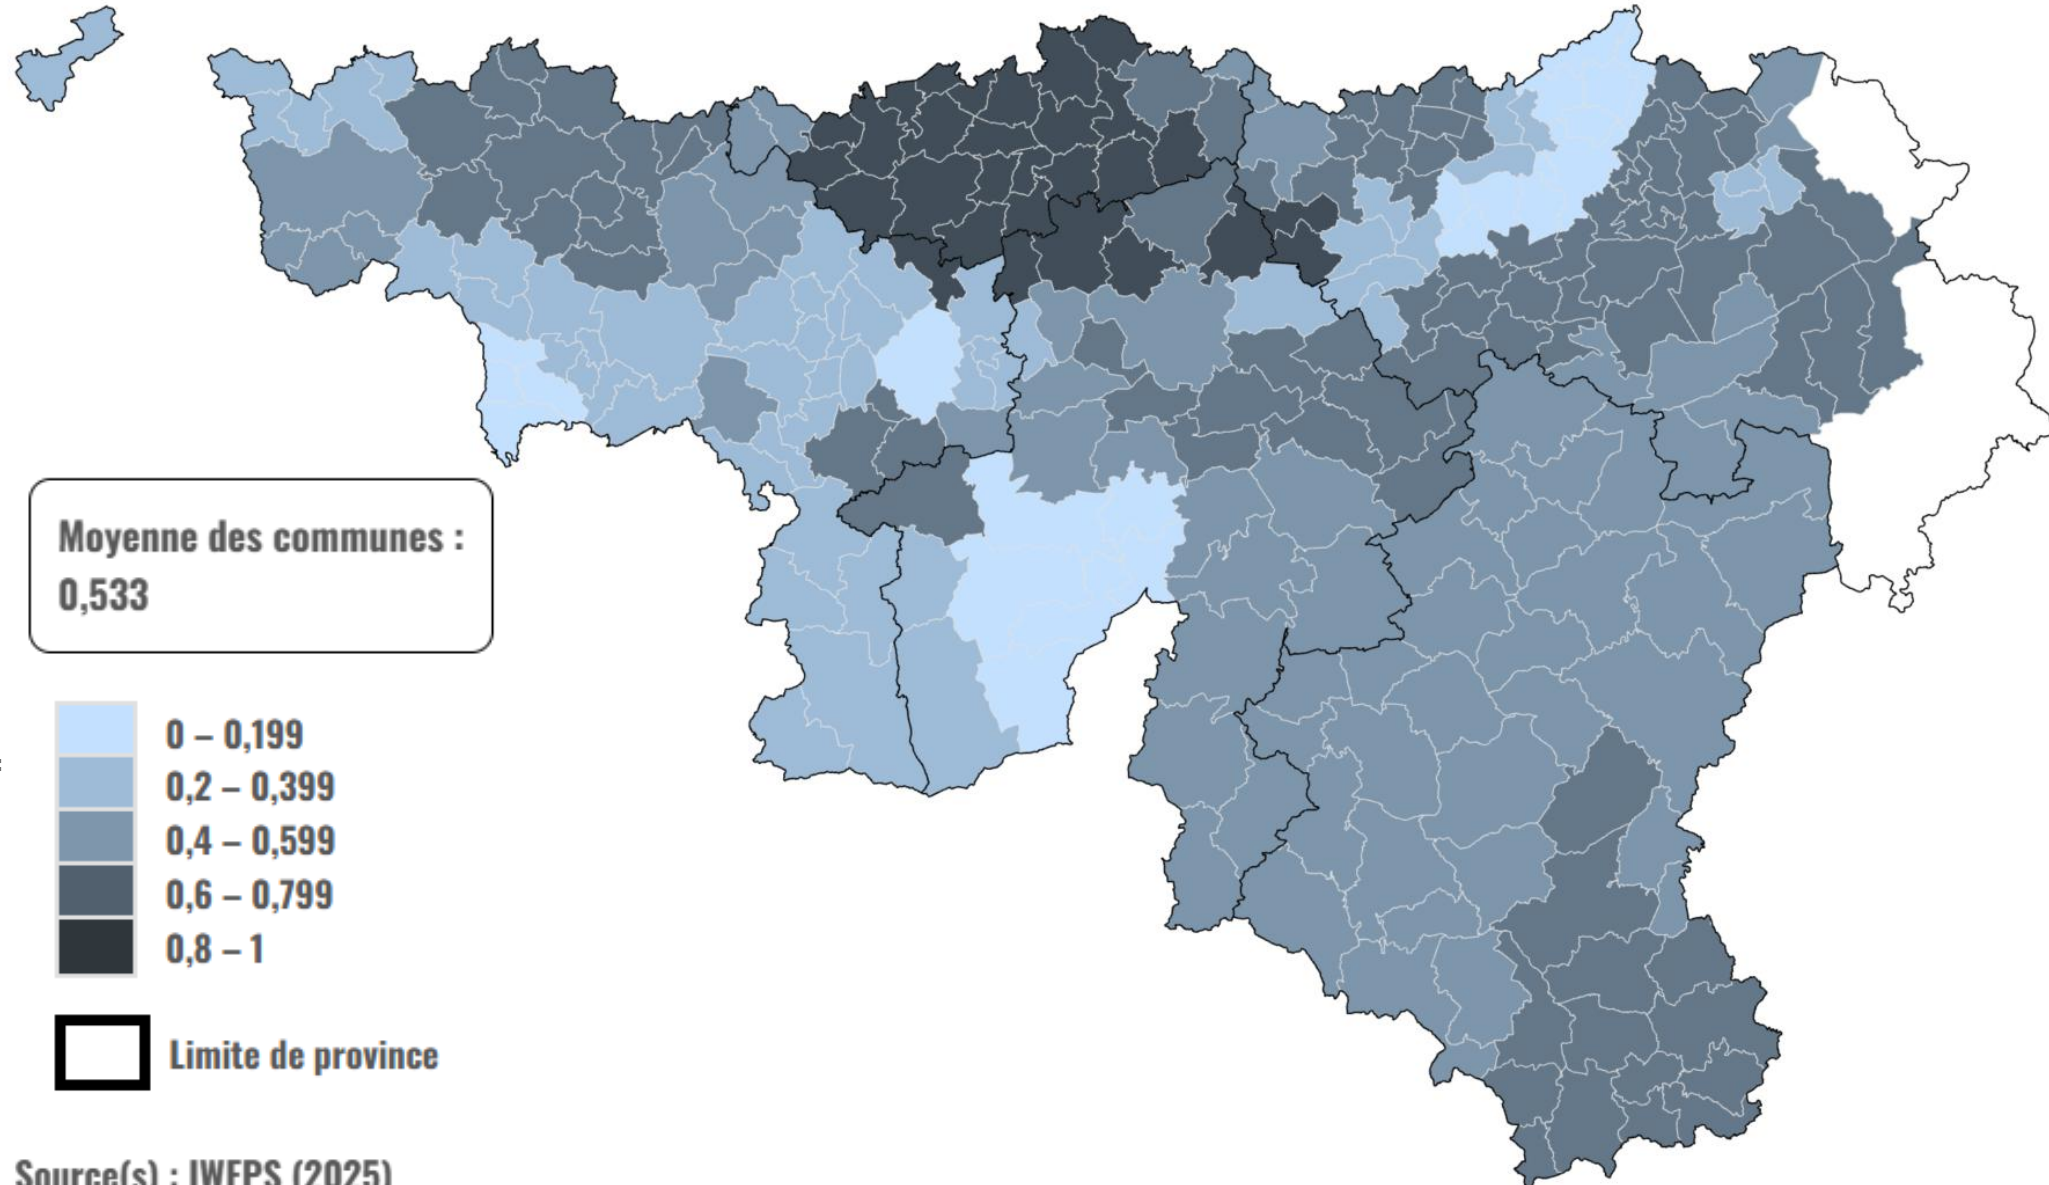 Moyenne des communes :
0,533
0 – 0,199
0,2 – 0,399
0,4 – 0,599
0,6 – 0,799
0,8 – 1
Limite de province
Source(s) : IWEPS (2025)